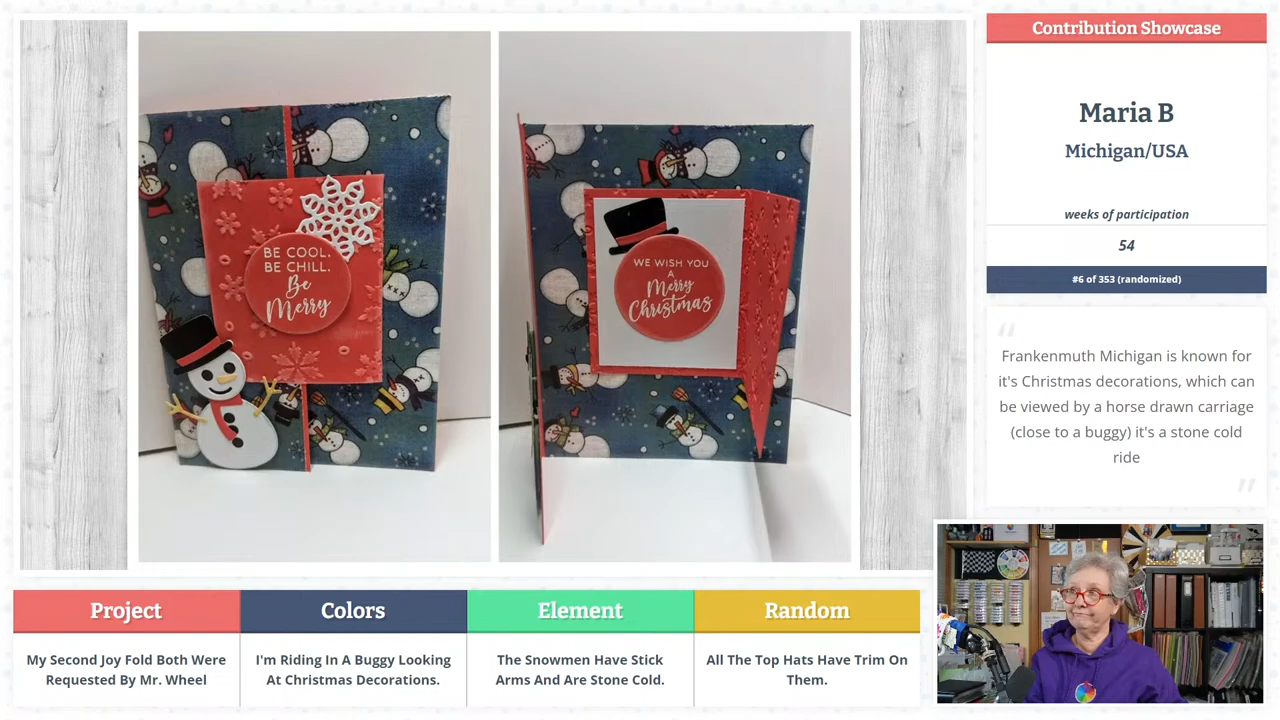 BE COOL.
BE CHILL.
Be
Merry
WE WISH YOU
A
Merry
Christmas
Contribution Showcase
Maria B
Michigan/USA
weeks of participation
54
#6 of 353 (randomized)
"
Frankenmuth Michigan is known for
it's Christmas decorations, which can
be viewed by a horse drawn carriage
(close to a buggy) it's a stone cold
ride
"
Project
My Second Joy Fold Both Were
Requested By Mr. Wheel
Colors
I'm Riding In A Buggy Looking
At Christmas Decorations.
Element
The Snowmen Have Stick
Arms And Are Stone Cold.
Random
All The Top Hats Have Trim On
Them.